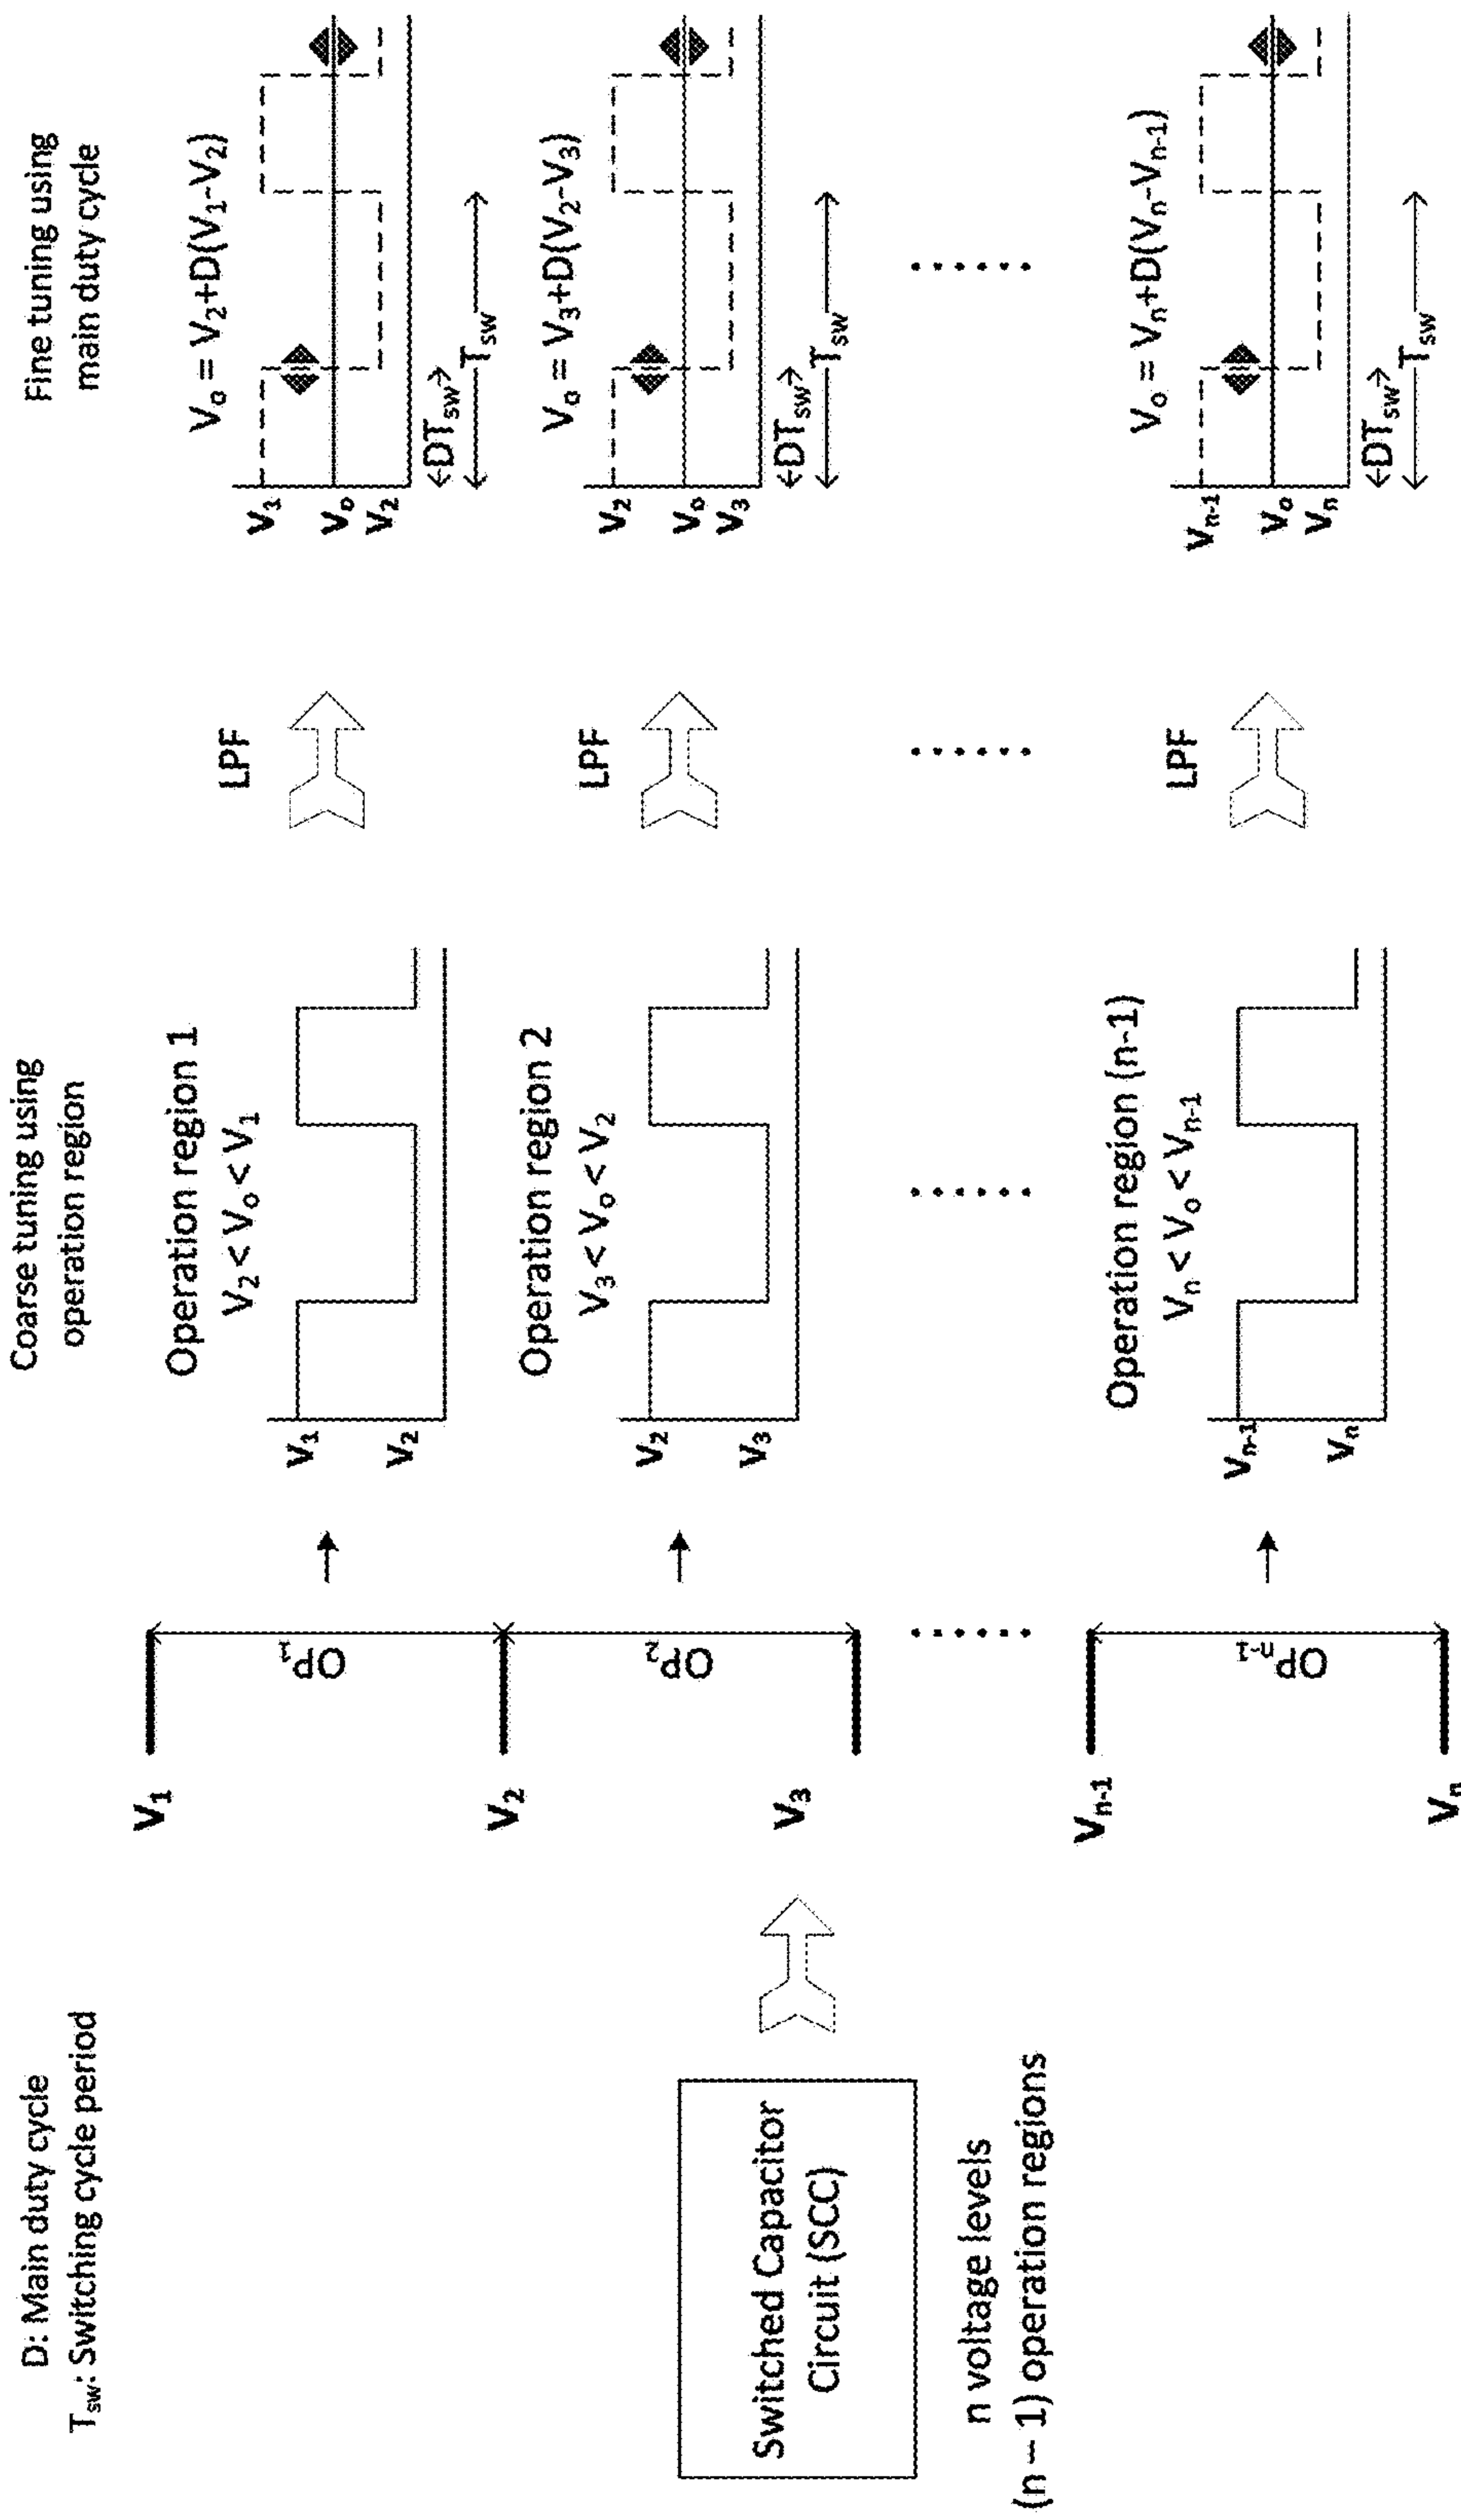 D: Main duty cycle
Tsw: Switching cycle period
Switched Capacitor
Circuit (SCC)
n voltage levels
(n – 1) operation regions
V1
V2
V3
Vn-1
Vn
OP1
OP2
OPn-1
Coarse tuning using
operation region
Operation region 1
V2 < Vo < V1
V1
V2
Operation region 2
V3 < Vo < V2
V2
V3
Operation region (n-1)
Vn < Vo < Vn-1
Vn-1
Vn
LPF
LPF
LPF
Fine tuning using
main duty cycle
Vo = V2+D(V1-V2)
V1
Vo
V2
DTsw
Tsw
Vo = V3+D(V2-V3)
V2
Vo
V3
DTsw
Tsw
Vo = Vn+D(Vn-Vn-1)
Vn-1
Vo
Vn
DTsw
Tsw